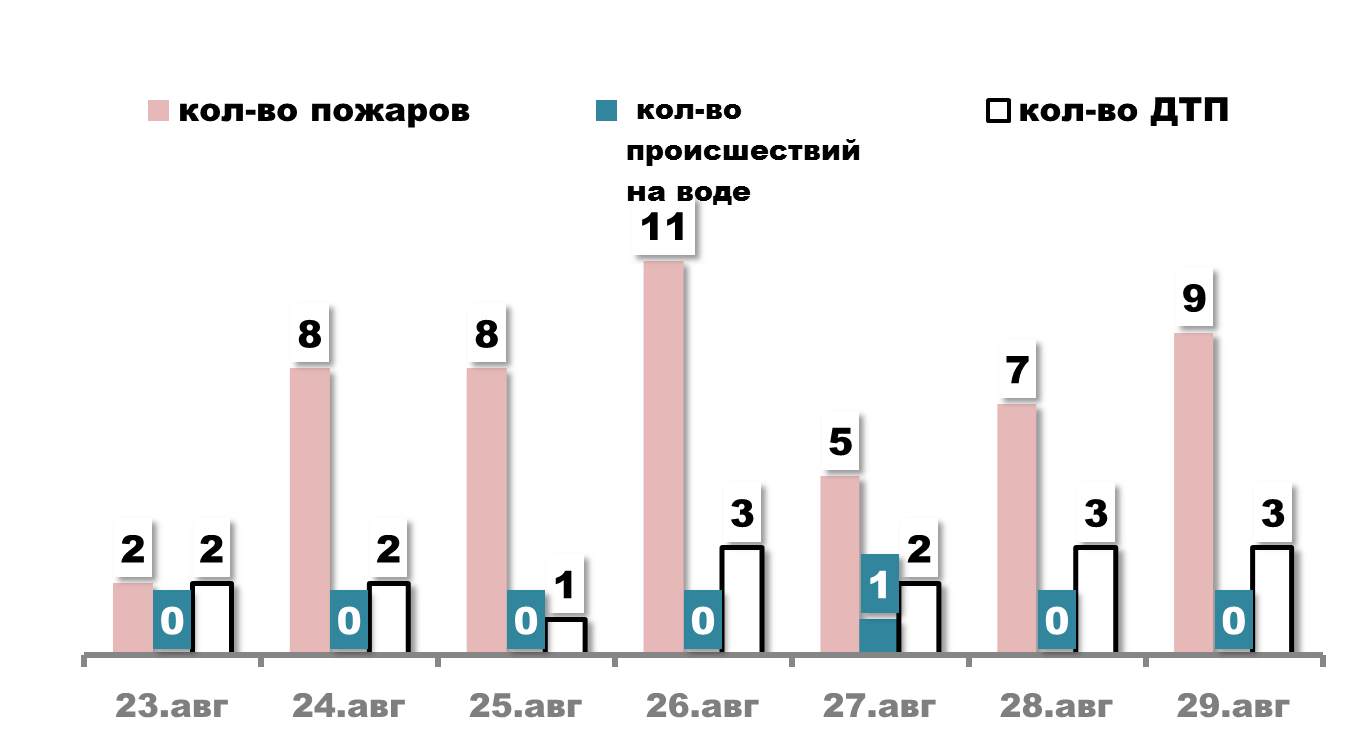 кол-во пожаров
кол-во
происшествий
на воде
кол-во ДТП
2 0 2
8 0 2
8 0 1
11 0 3
5 1 2
7 0 3
9 0 3
23.авг 24.авг 25.авг 26.авг 27.авг 28.авг 29.авг